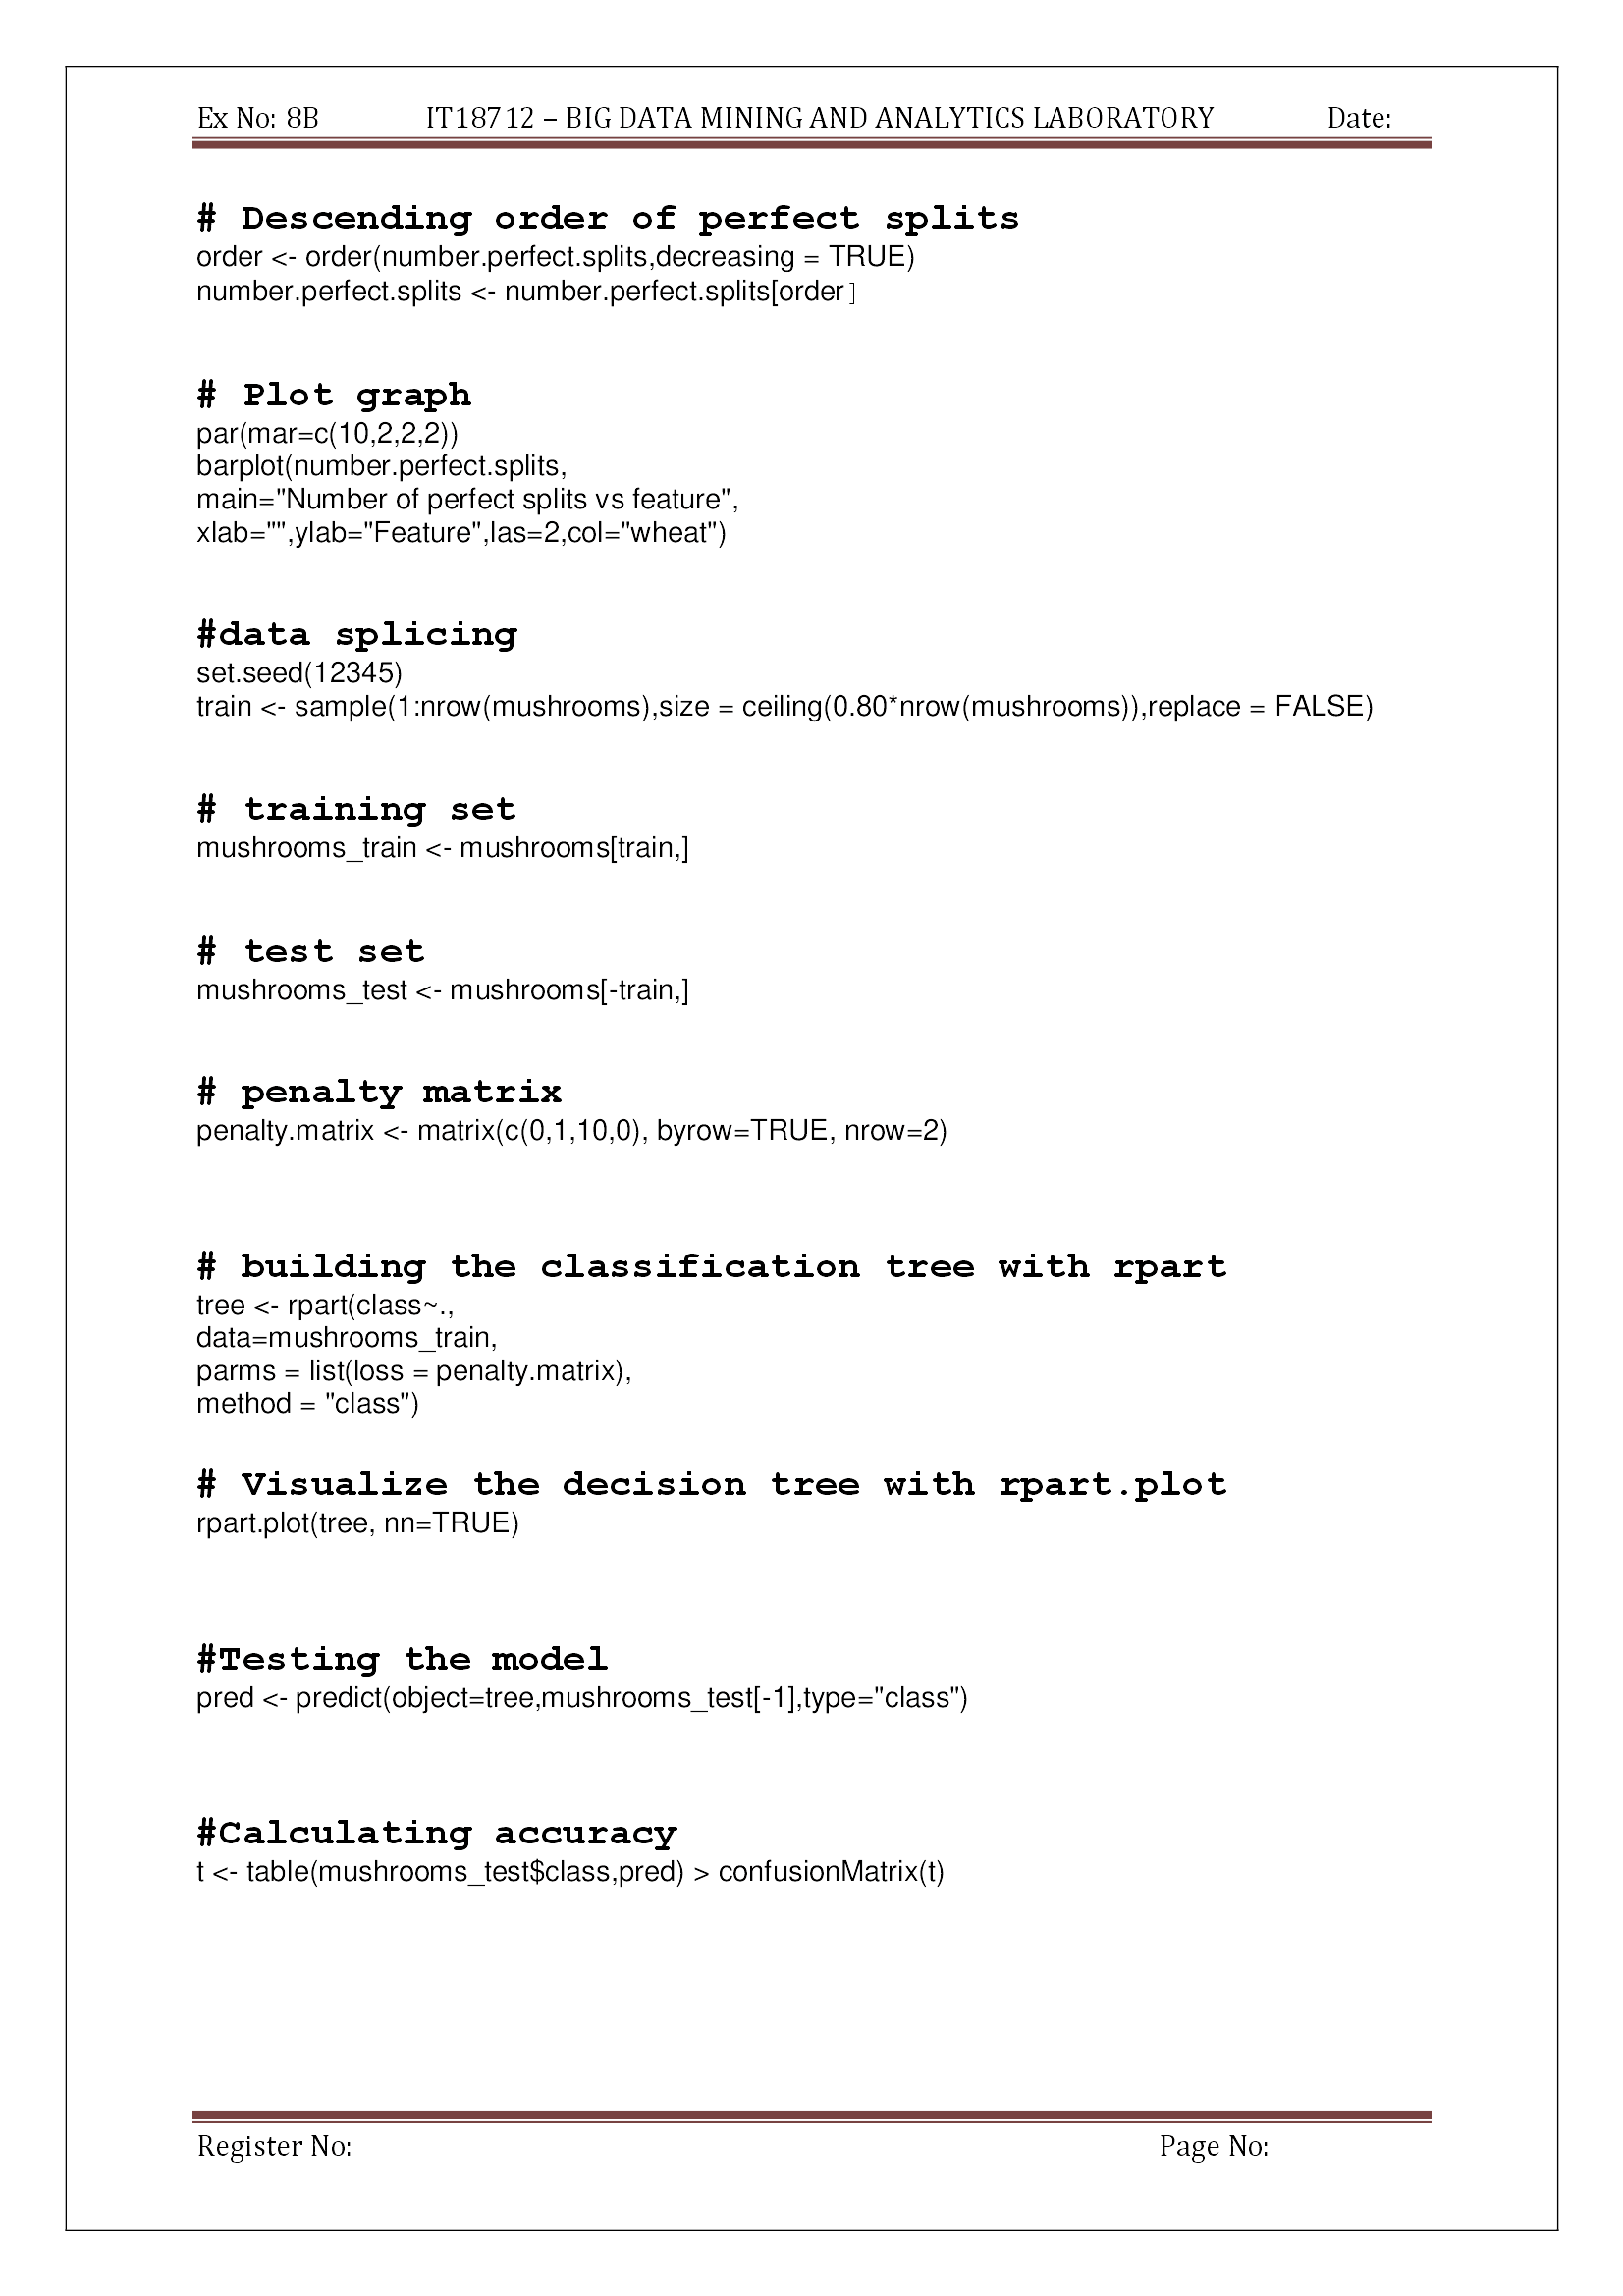 Ex No: 8B IT18712 – BIG DATA MINING AND ANALYTICS LABORATORY Date:
# Descending order of perfect splits
order <- order(number.perfect.splits,decreasing = TRUE)
number.perfect.splits <- number.perfect.splits[order]
# Plot graph
par(mar=c(10,2,2,2))
barplot(number.perfect.splits,
main="Number of perfect splits vs feature",
xlab="",ylab="Feature",las=2,col="wheat")
#data splicing
set.seed(12345)
train <- sample(1:nrow(mushrooms),size = ceiling(0.80*nrow(mushrooms)),replace = FALSE)
# training set
mushrooms_train <- mushrooms[train,]
# test set
mushrooms_test <- mushrooms[-train,]
# penalty matrix
penalty.matrix <- matrix(c(0,1,10,0), byrow=TRUE, nrow=2)
# building the classification tree with rpart
tree <- rpart(class~.,
data=mushrooms_train,
parms = list(loss = penalty.matrix),
method = "class")
# Visualize the decision tree with rpart.plot
rpart.plot(tree, nn=TRUE)
#Testing the model
pred <- predict(object=tree,mushrooms_test[-1],type="class")
#Calculating accuracy
t <- table(mushrooms_test$class,pred) > confusionMatrix(t)
Register No: Page No: